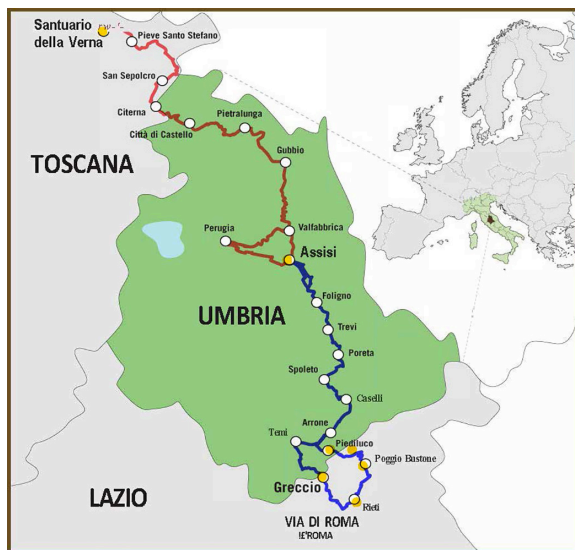 Santuario
della Verna
Pieve Santo Stefano
San Sepolcro
Citerna
Pietralunga
Città di Castello
Gubbio
TOSCANA
Perugia
Valfabbrica
Assisi
Foligno
UMBRIA
Trevi
Poreta
Spoleto
Caselli
Arrone
Terni
Piediluco
Poggio Bastone
Greccio
Rieti
LAZIO
VIA DI ROMA